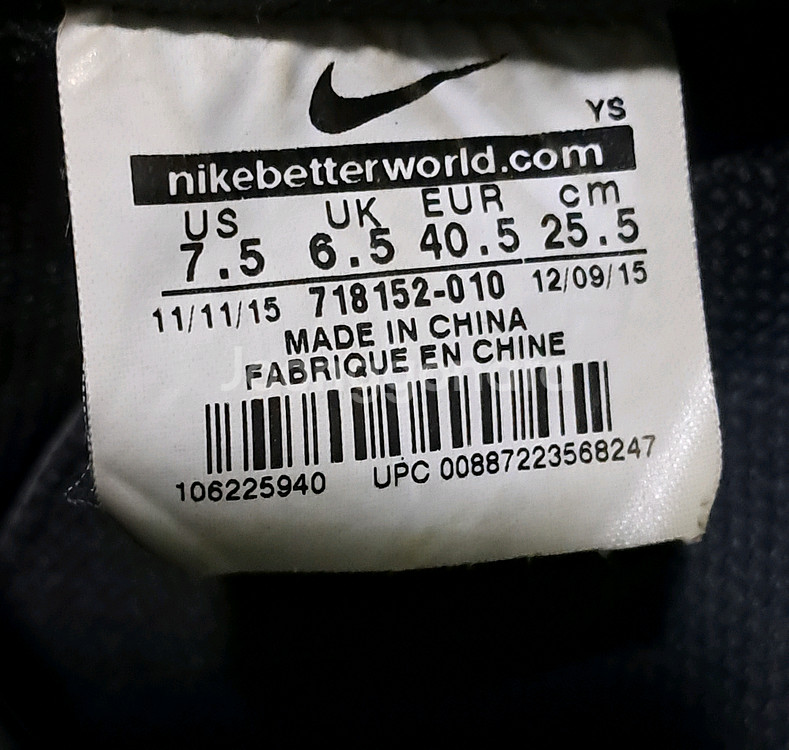 YS
nikebetterworld.com
US UK EUR cm
7.5 6.5 40.5 25.5
11/11/15 718152-010 12/09/15
MADE IN CHINA
FABRIQUE EN CHINE
106225940 UPC 00887223568247